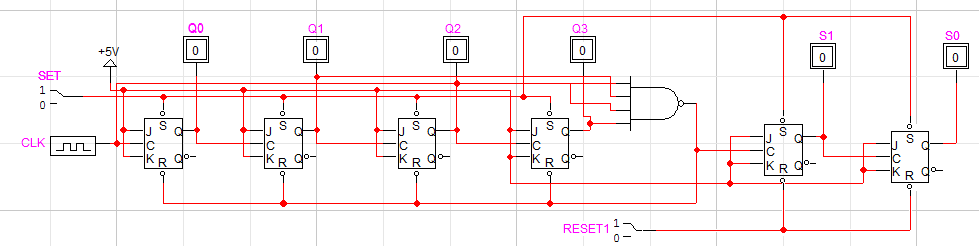 Q0 Q1 Q2 Q3 S1 S0
0 0 0 0 0 0
+5V
SET 1
0
CLK
J S Q J S Q J S Q J S Q J S Q J S Q
C C C C C C
K R Q K R Q K R Q K R Q K R Q K R Q
RESET1 1
0